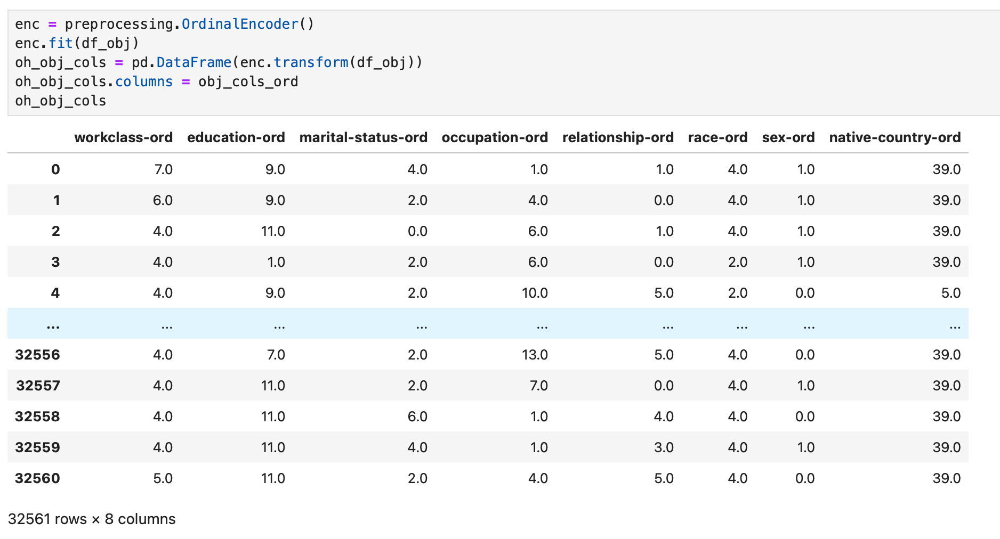 enc = preprocessing.OrdinalEncoder()
enc.fit(df_obj)
oh_obj_cols = pd.DataFrame(enc.transform(df_obj))
oh_obj_cols.columns = obj_cols_ord
oh_obj_cols
workclass-ord education-ord marital-status-ord occupation-ord relationship-ord race-ord sex-ord native-country-ord
0 7.0 9.0 4.0 1.0 1.0 4.0 1.0 39.0
1 6.0 9.0 2.0 4.0 0.0 4.0 1.0 39.0
2 4.0 11.0 0.0 6.0 1.0 4.0 1.0 39.0
3 4.0 1.0 2.0 6.0 0.0 2.0 1.0 39.0
4 4.0 9.0 2.0 10.0 5.0 2.0 0.0 5.0
... ... ... ... ... ... ... ... ...
32556 4.0 7.0 2.0 13.0 5.0 4.0 0.0 39.0
32557 4.0 11.0 2.0 7.0 0.0 4.0 1.0 39.0
32558 4.0 11.0 6.0 1.0 4.0 4.0 0.0 39.0
32559 4.0 11.0 4.0 1.0 3.0 4.0 1.0 39.0
32560 5.0 11.0 2.0 4.0 5.0 4.0 0.0 39.0
32561 rows × 8 columns